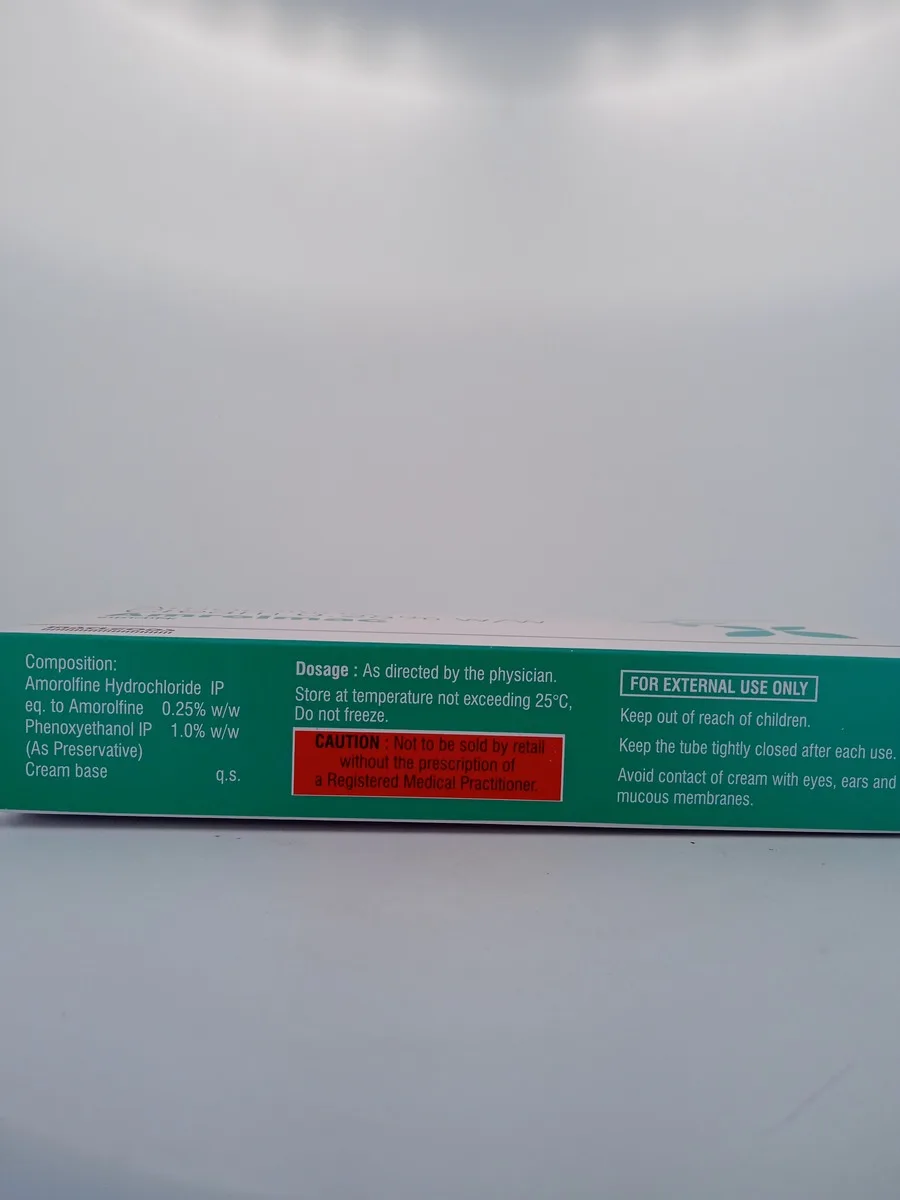 Composition:
Amorolfine Hydrochloride IP
eq. to Amorolfine 0.25% w/w
Phenoxyethanol IP 1.0% w/w
(As Preservative)
Cream base q.s.
Dosage : As directed by the physician.
Store at temperature not exceeding 25°C,
Do not freeze.
CAUTION : Not to be sold by retail
without the prescription of
a Registered Medical Practitioner.
FOR EXTERNAL USE ONLY
Keep out of reach of children.
Keep the tube tightly closed after each use.
Avoid contact of cream with eyes, ears and
mucous membranes.